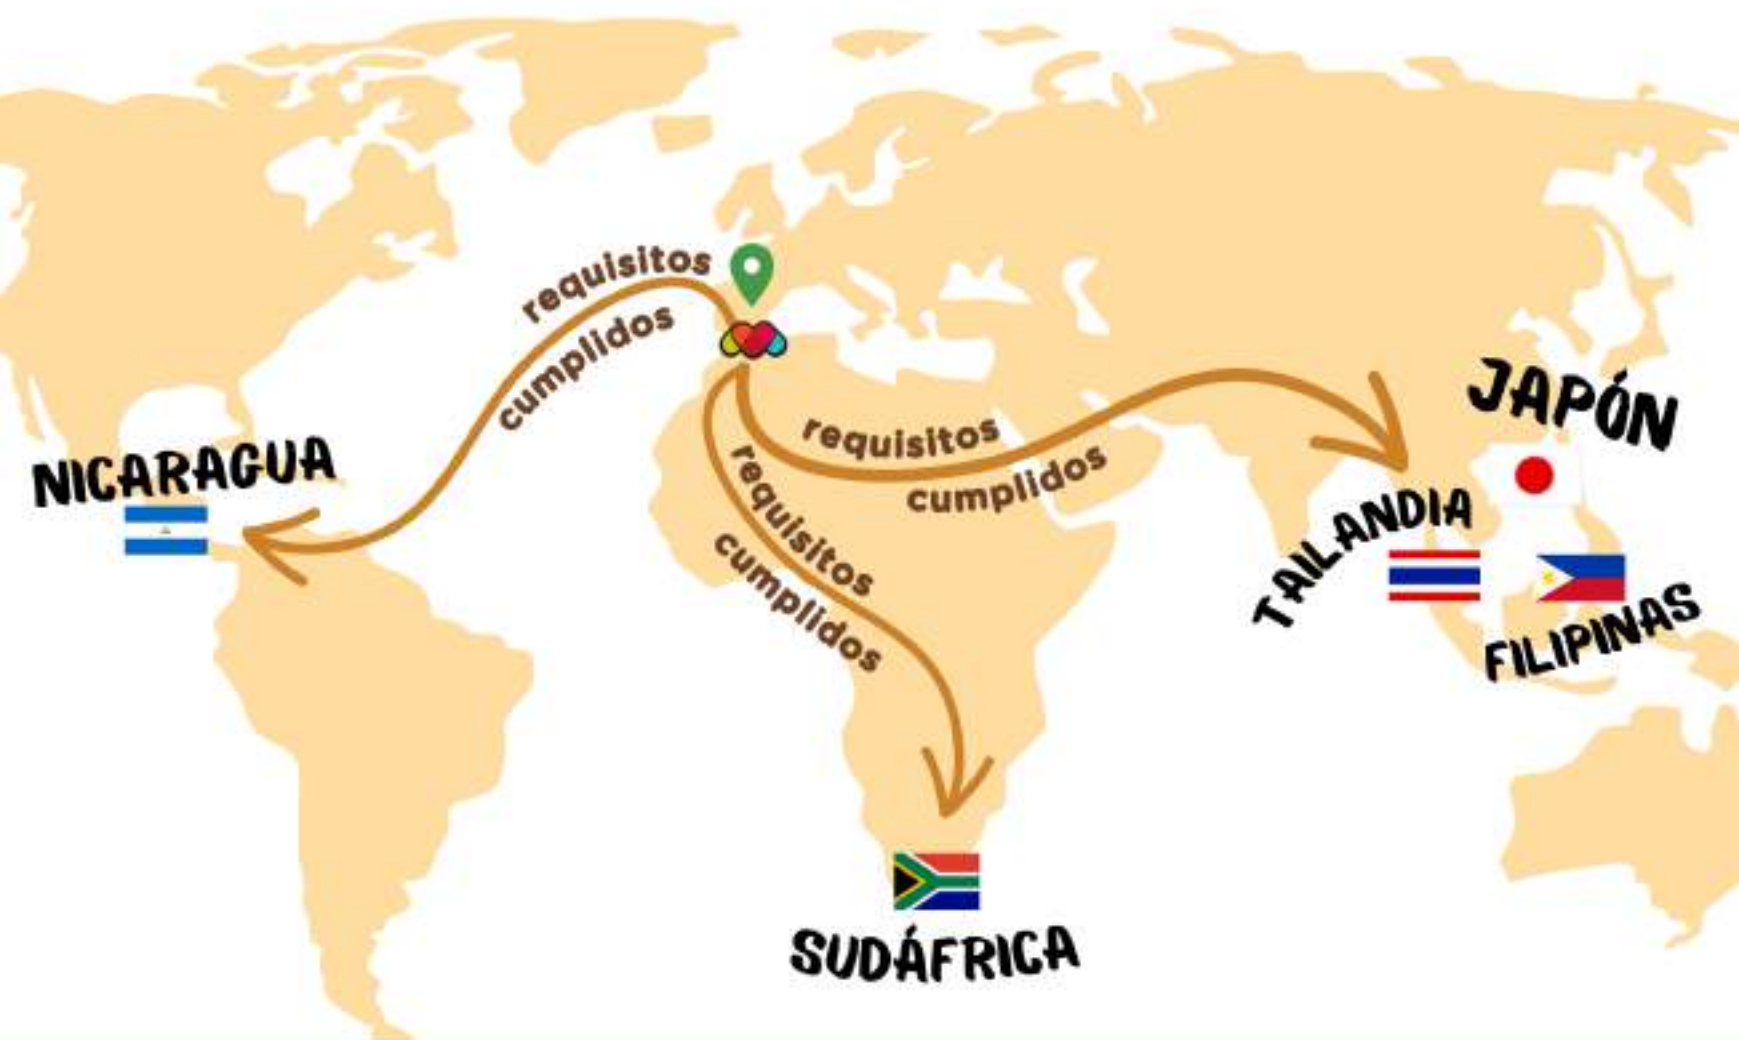 requisitos
cumplidos
NICARAGUA
requisitos
cumplidos
requisitos
cumplidos
JAPÓN
TAILANDIA
FILIPINAS
SUDÁFRICA